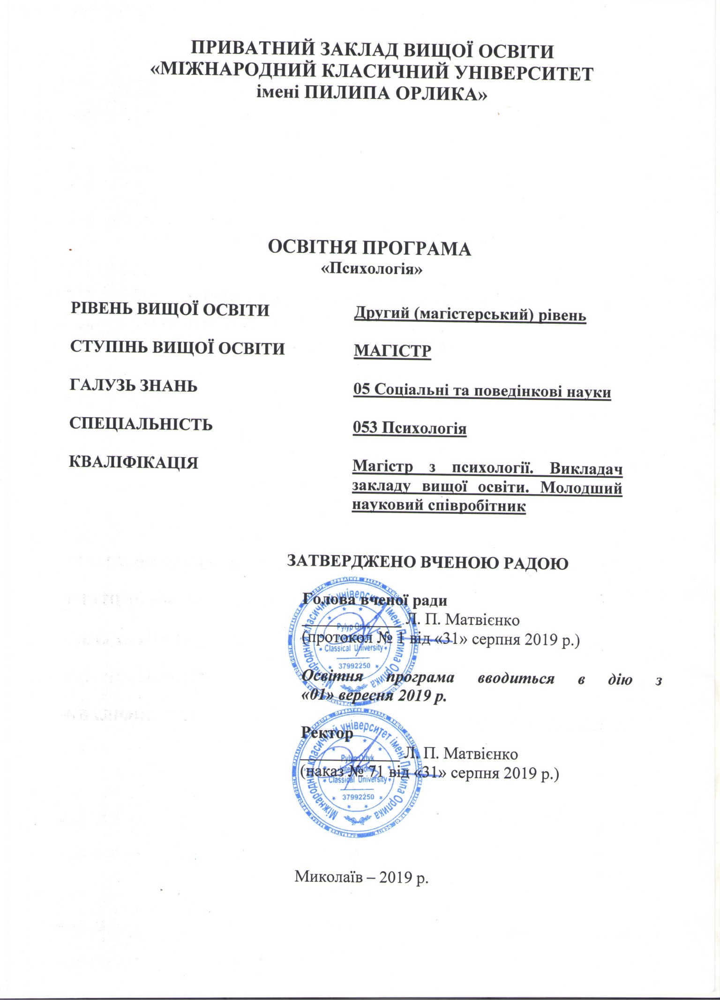 ПРИВАТНИЙ ЗАКЛАД ВИЩОЇ ОСВІТИ
«МІЖНАРОДНИЙ КЛАСИЧНИЙ УНІВЕРСИТЕТ
імені ПИЛИПА ОРЛИКА»
ОСВІТНЯ ПРОГРАМА
«Психологія»
РІВЕНЬ ВИЩОЇ ОСВІТИ Другий (магістерський) рівень
СТУПІНЬ ВИЩОЇ ОСВІТИ МАГІСТР
ГАЛУЗЬ ЗНАНЬ 05 Соціальні та поведінкові науки
СПЕЦІАЛЬНІСТЬ 053 Психологія
КВАЛІФІКАЦІЯ Магістр з психології. Викладач
закладу вищої освіти. Молодший
науковий співробітник
ЗАТВЕРДЖЕНО ВЧЕНОЮ РАДОЮ
Голова вченої ради
____________ Л. П. Матвієнко
(протокол № 1 від «31» серпня 2019 р.)
Міжнародний класичний університет імені Пилипа Орлика
Pylyp Orlyk
International
Classical University
37992250
Освітня програма вводиться в дію з
«01» вересня 2019 р.
Ректор
____________ Л. П. Матвієнко
(наказ № 71 від «31» серпня 2019 р.)
Міжнародний класичний університет імені Пилипа Орлика
Pylyp Orlyk
International
Classical University
37992250
Миколаїв – 2019 р.